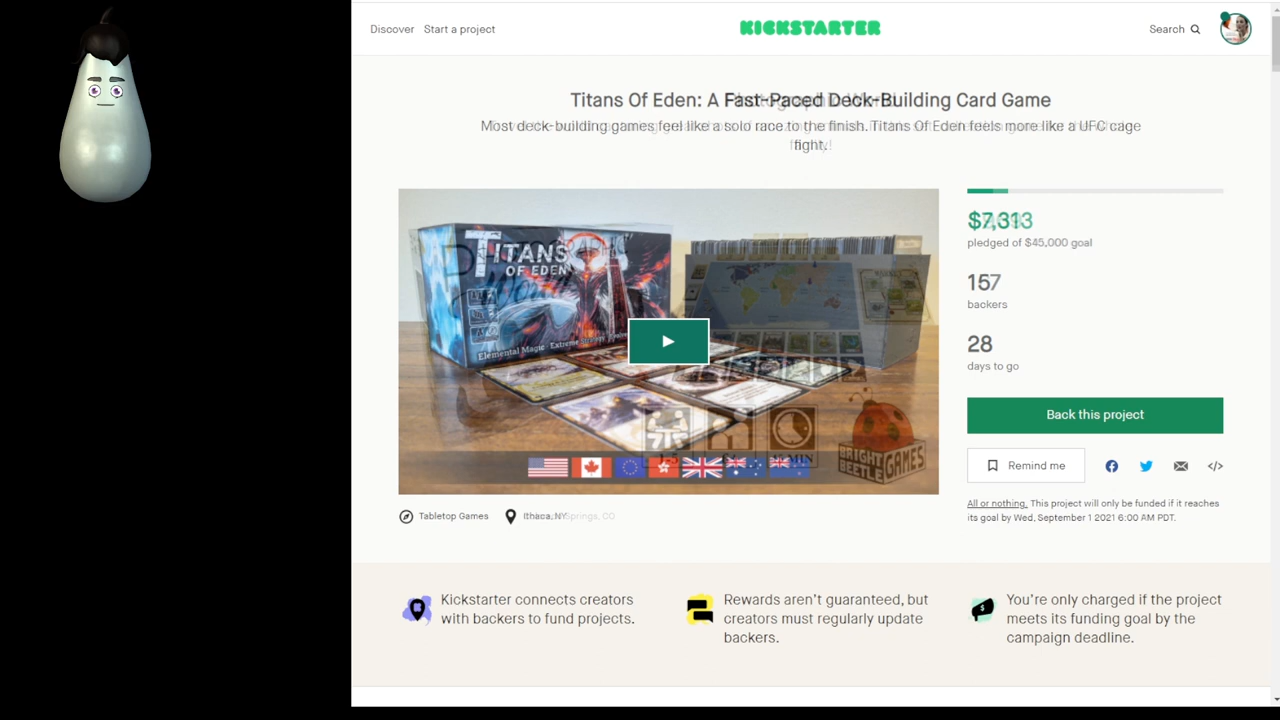 Discover Start a project
KICKSTARTER
Search
Titans Of Eden: A Fast-Paced Deck-Building Card Game
Most deck-building games feel like a solo race to the finish. Titans Of Eden feels more like a UFC cage
fight.
TITANS
OF EDEN
Elemental Magic
BRIGHT
BEETLE
GAMES
$7,313
pledged of $45,000 goal
157
backers
28
days to go
Back this project
Remind me
All or nothing. This project will only be funded if it reaches
its goal by Wed, September 1 2021 6:00 AM PDT.
Tabletop Games
Ithaca, NY
Kickstarter connects creators
with backers to fund projects.
Rewards aren't guaranteed, but
creators must regularly update
backers.
You're only charged if the project
meets its funding goal by the
campaign deadline.